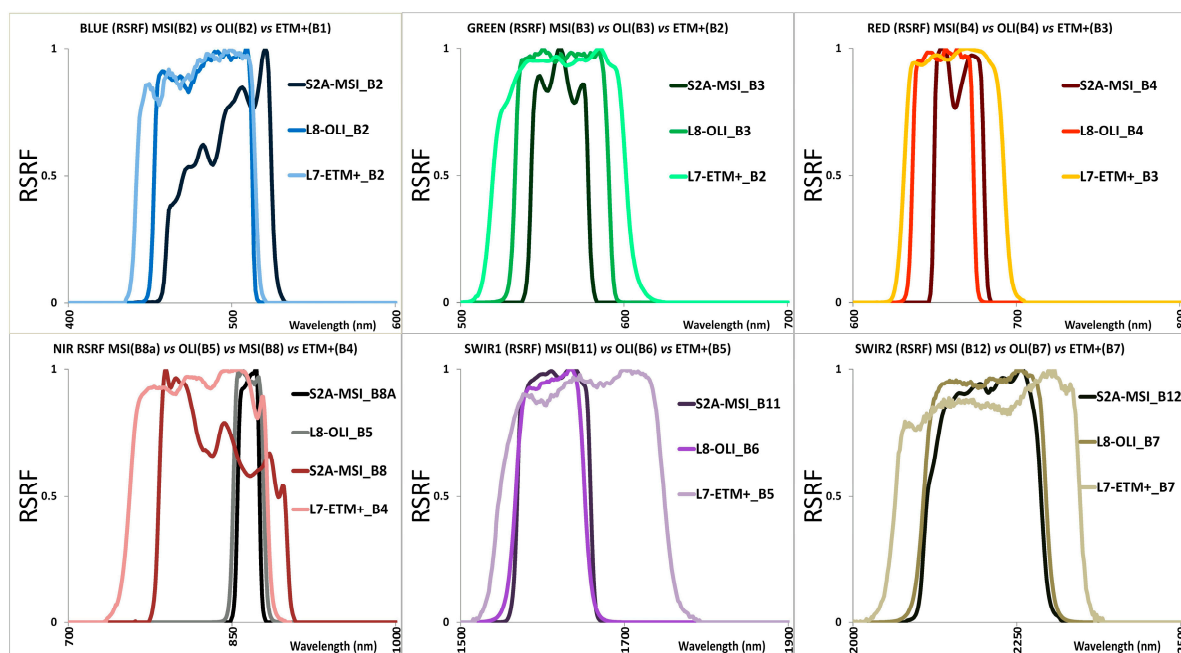 BLUE (RSRF) MSI(B2) vs OLI(B2) vs ETM+(B1)
1
S2A-MSI_B2
L8-OLI_B2
L7-ETM+_B2
RSRF
0.5
0
400
500
600
Wavelength (nm)
GREEN (RSRF) MSI(B3) vs OLI(B3) vs ETM+(B2)
1
S2A-MSI_B3
L8-OLI_B3
L7-ETM+_B2
RSRF
0.5
0
500
600
700
Wavelength (nm)
RED (RSRF) MSI(B4) vs OLI(B4) vs ETM+(B3)
1
S2A-MSI_B4
L8-OLI_B4
L7-ETM+_B3
RSRF
0.5
0
600
700
800
Wavelength (nm)
NIR RSRF MSI(B8a) vs OLI(B5) vs MSI(B8) vs ETM+(B4)
1
S2A-MSI_B8A
L8-OLI_B5
S2A-MSI_B8
L7-ETM+_B4
RSRF
0.5
0
700
850
1000
Wavelength (nm)
SWIR1 (RSRF) MSI(B11) vs OLI(B6) vs ETM+(B5)
1
S2A-MSI_B11
L8-OLI_B6
L7-ETM+_B5
RSRF
0.5
0
1500
1700
1900
Wavelength (nm)
SWIR2 (RSRF) MSI (B12) vs OLI(B7) vs ETM+(B7)
1
S2A-MSI_B12
L8-OLI_B7
L7-ETM+_B7
RSRF
0.5
0
2000
2250
2500
Wavelength (nm)